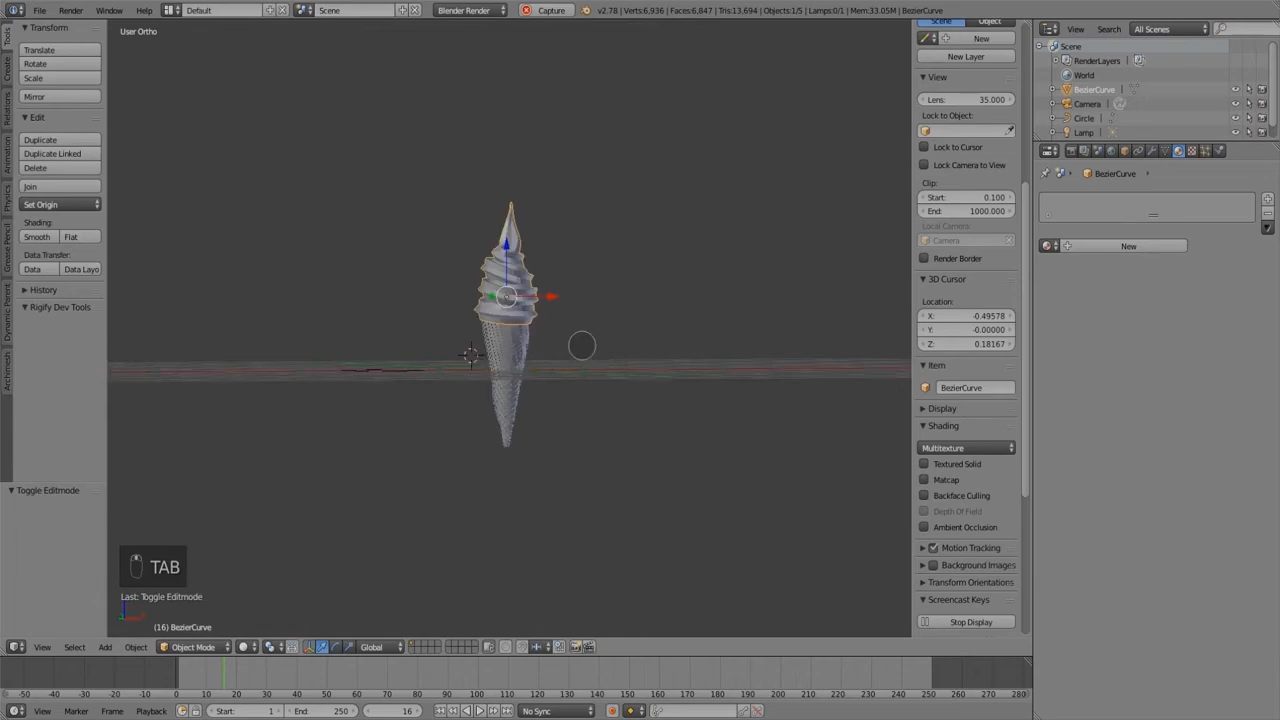 File Render Window Help Default Scene Blender Render Capture v2.78 | Verts:6,936 | Faces:6,847 | Tris:13,694 | Objects:1/5 | Lamps:0/1 | Mem:33.05M | BezierCurve
Tools
Create
Relations
Animation
Physics
Grease Pencil
Dynamic Parent
Archimesh
Transform
Translate
Rotate
Scale
Mirror
Edit
Duplicate
Duplicate Linked
Delete
Join
Set Origin
Shading:
Smooth Flat
Data Transfer:
Data Data Layo
History
Rigify Dev Tools
Toggle Editmode
User Ortho
TAB
Last: Toggle Editmode
(16) BezierCurve
Scene Object
New
New Layer
View
Lens: 35.000
Lock to Object:
Lock to Cursor
Lock Camera to View
Clip:
Start: 0.100
End: 1000.000
Local Camera:
Camera
Render Border
3D Cursor
Location:
X: -0.49578
Y: -0.00000
Z: 0.18167
Item
BezierCurve
Display
Shading
Multitexture
Textured Solid
Matcap
Backface Culling
Depth Of Field
Ambient Occlusion
Motion Tracking
Background Images
Transform Orientations
Screencast Keys
Stop Display
View Search All Scenes
Scene
RenderLayers
World
BezierCurve
Camera
Circle
Lamp
BezierCurve
New
View Select Add Object Object Mode Global
-50 -40 -30 -20 -10 0 10 20 30 40 50 60 70 80 90 100 110 120 130 140 150 160 170 180 190 200 210 220 230 240 250 260 270 280
View Marker Frame Playback Start: 1 End: 250 16 No Sync